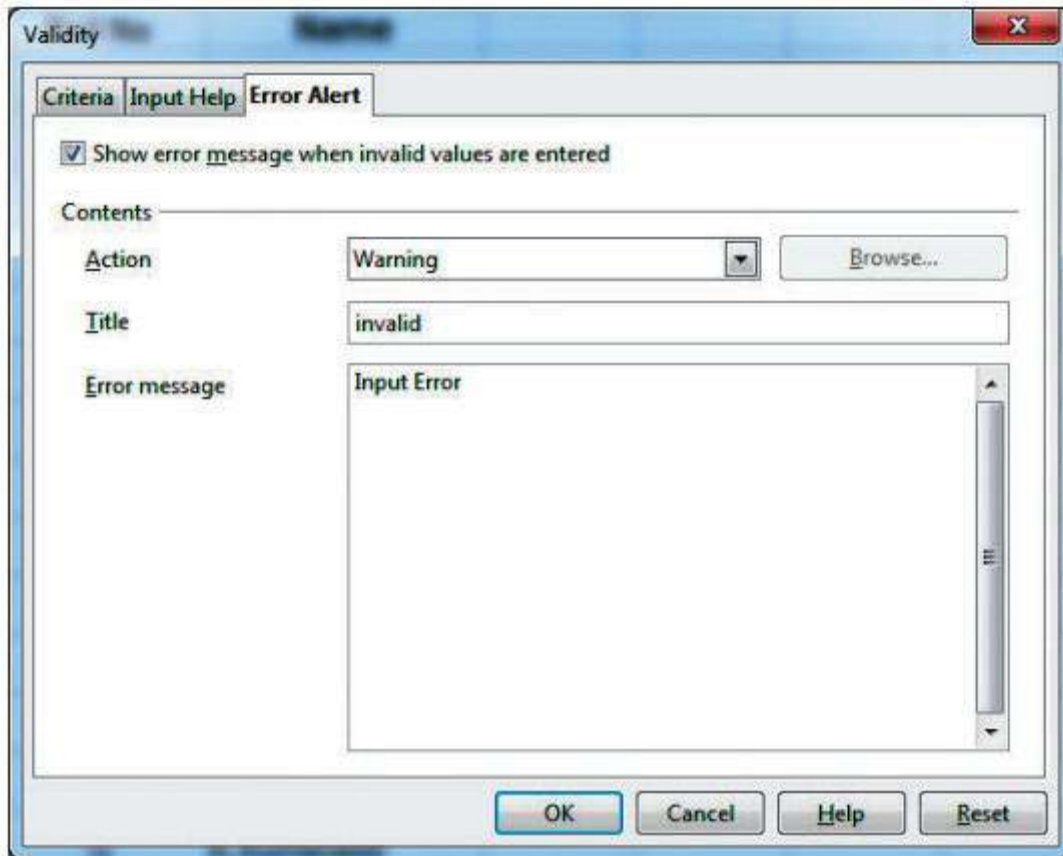 Validity
Name
Criteria Input Help Error Alert
Show error message when invalid values are entered
Contents
Action Warning Browse...
Title invalid
Error message Input Error
OK Cancel Help Reset